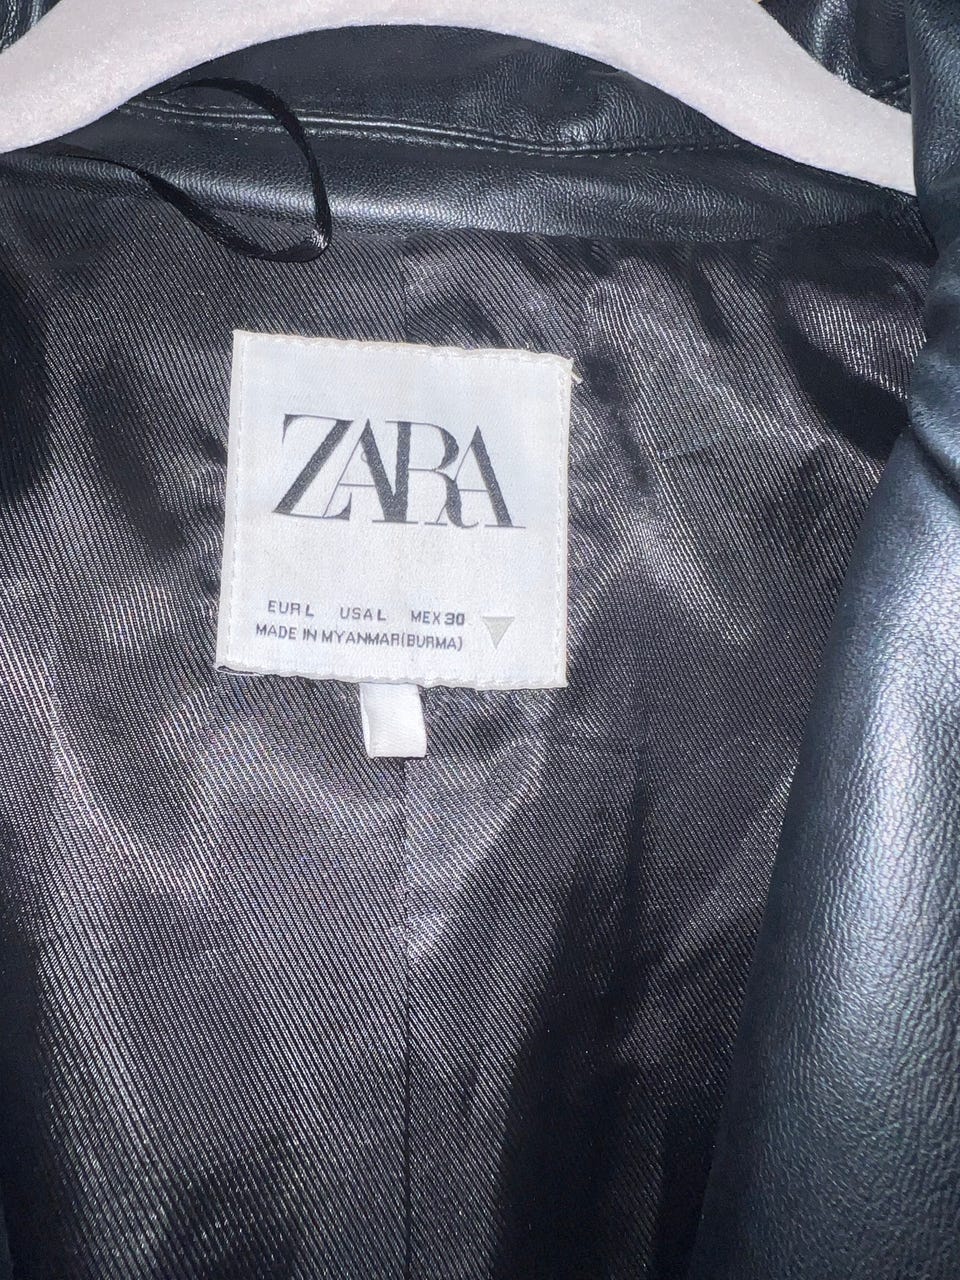 ZARA
EUR L USA L MEX 30
MADE IN MYANMAR(BURMA)